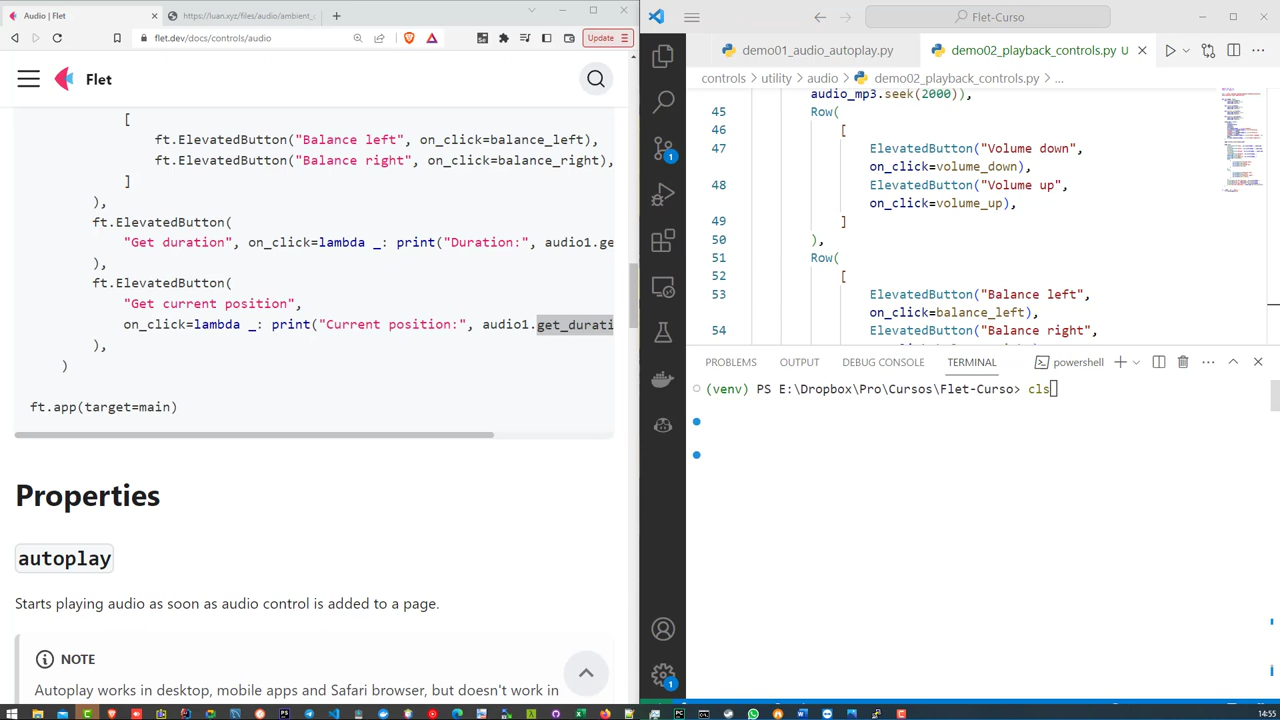 Audio | Flet
https://luan.xyz/files/audio/ambient_c
flet.dev/docs/controls/audio
Update
Flet
[
ft.ElevatedButton("Balance left", on_click=balance_left),
ft.ElevatedButton("Balance right", on_click=balance_right),
]
),
ft.ElevatedButton(
"Get duration", on_click=lambda _: print("Duration:", audio1.ge
),
ft.ElevatedButton(
"Get current position",
on_click=lambda _: print("Current position:", audio1.get_durati
),
)
ft.app(target=main)
Properties
autoplay
Starts playing audio as soon as audio control is added to a page.
NOTE
Autoplay works in desktop, mobile apps and Safari browser, but doesn't work in
Flet-Curso
demo01_audio_autoplay.py
demo02_playback_controls.py U
controls > utility > audio > demo02_playback_controls.py > ...
audio_mp3.seek(2000)),
45 Row(
46 [
47 ElevatedButton("Volume down",
on_click=volume_down),
48 ElevatedButton("Volume up",
on_click=volume_up),
49 ]
50 ),
51 Row(
52 [
53 ElevatedButton("Balance left",
on_click=balance_left),
54 ElevatedButton("Balance right",
PROBLEMS OUTPUT DEBUG CONSOLE TERMINAL powershell
(venv) PS E:\Dropbox\Pro\Cursos\Flet-Curso> cls
1
1
14:55